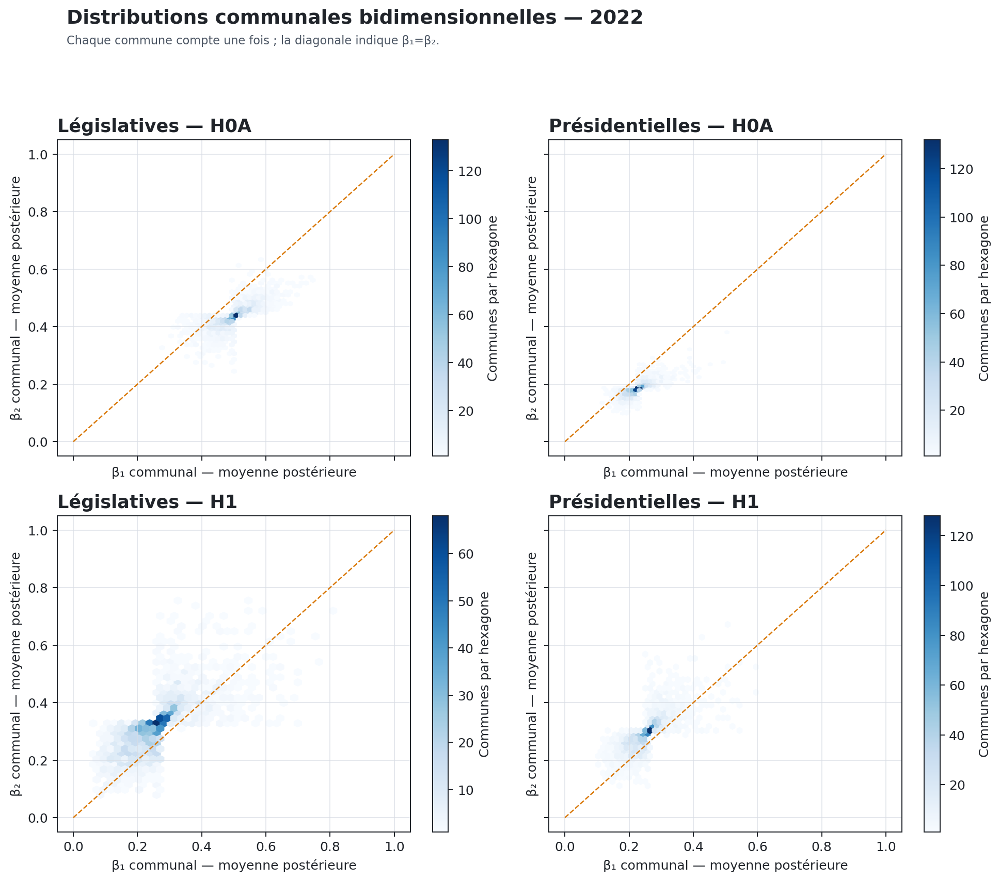 Distributions communales bidimensionnelles — 2022
Chaque commune compte une fois ; la diagonale indique β₁=β₂.
Législatives — H0A
1.0
0.8
0.6
0.4
0.2
0.0
β₂ communal — moyenne postérieure
β₁ communal — moyenne postérieure
120
100
80
60
40
20
Communes par hexagone
Présidentielles — H0A
β₂ communal — moyenne postérieure
β₁ communal — moyenne postérieure
120
100
80
60
40
20
Communes par hexagone
Législatives — H1
1.0
0.8
0.6
0.4
0.2
0.0
β₂ communal — moyenne postérieure
0.0 0.2 0.4 0.6 0.8 1.0
β₁ communal — moyenne postérieure
60
50
40
30
20
10
Communes par hexagone
Présidentielles — H1
β₂ communal — moyenne postérieure
0.0 0.2 0.4 0.6 0.8 1.0
β₁ communal — moyenne postérieure
120
100
80
60
40
20
Communes par hexagone